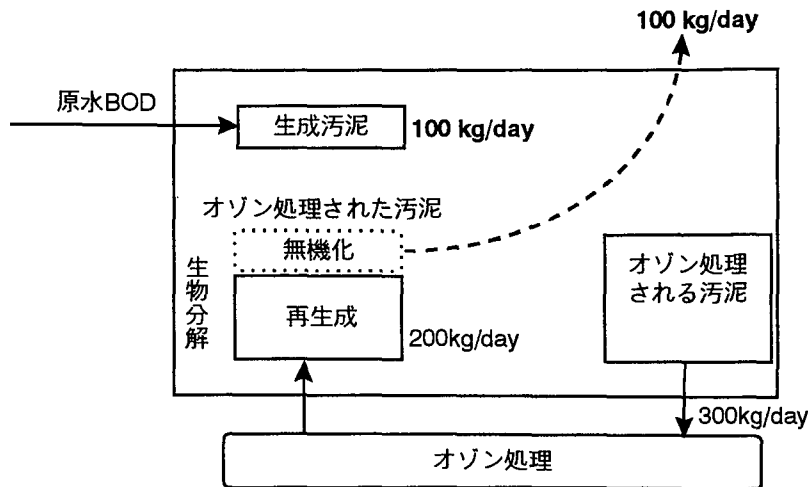 100 kg/day
原水BOD
生成汚泥
100 kg/day
オゾン処理された汚泥
無機化
再生成
200kg/day
生物分解
オゾン処理
される汚泥
300kg/day
オゾン処理